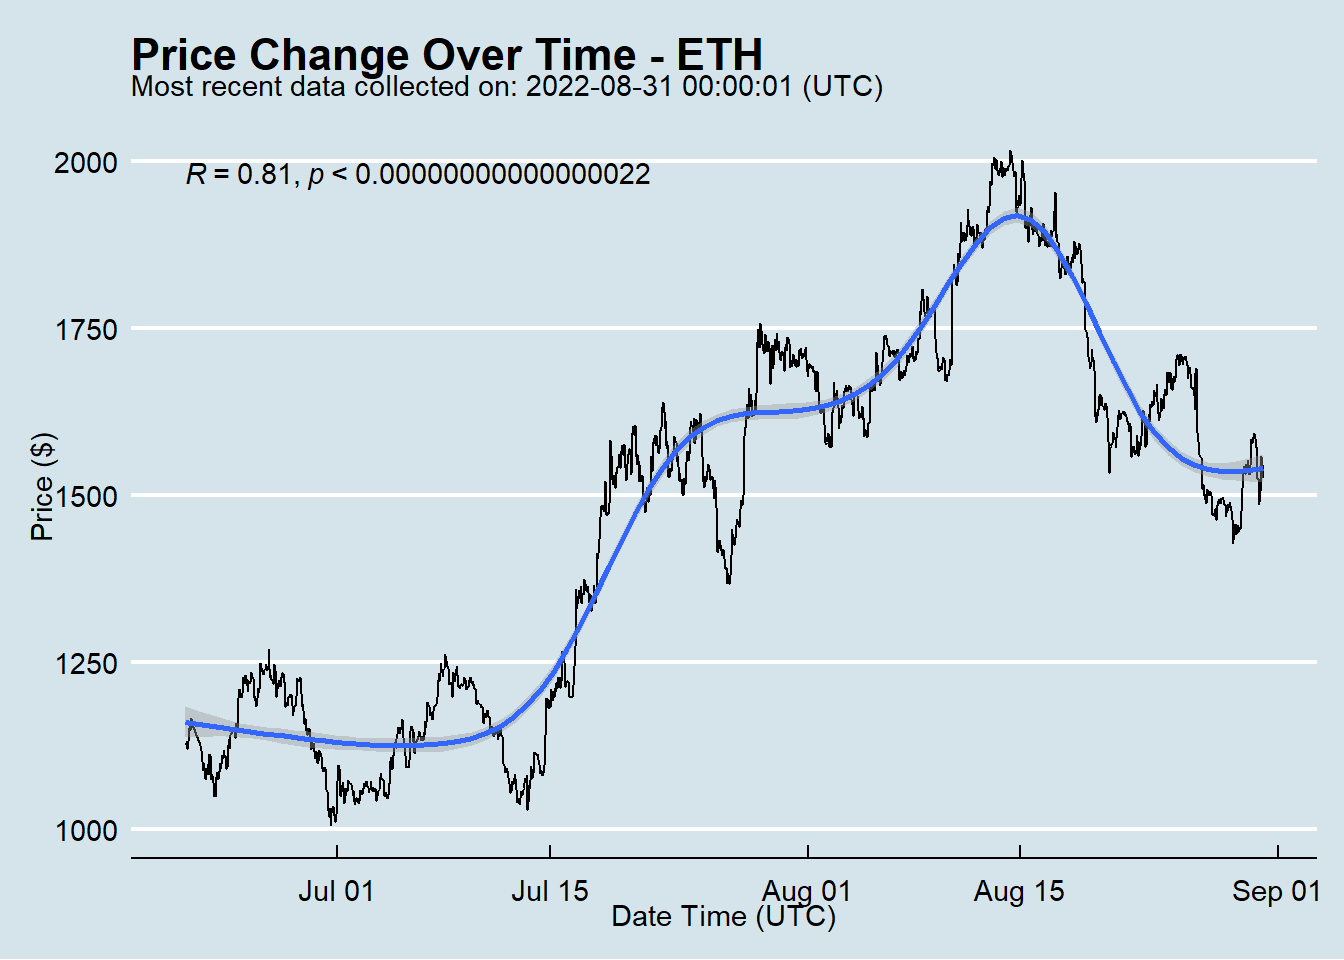 Price Change Over Time - ETH
Most recent data collected on: 2022-08-31 00:00:01 (UTC)
R = 0.81, p < 0.00000000000000022
2000
1750
1500
1250
1000
Price ($)
Jul 01 Jul 15 Aug 01 Aug 15 Sep 01
Date Time (UTC)